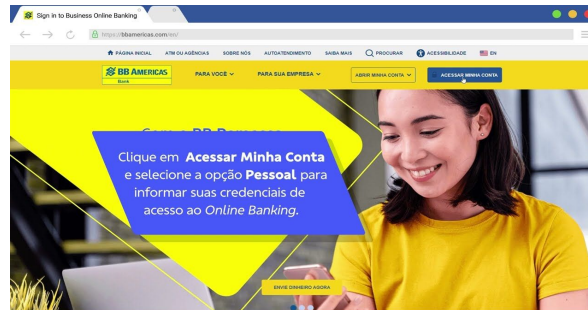 Sign in to Business Online Banking
https://bbamericas.com/en/
PÁGINA INICIAL ATM OU AGÊNCIAS SOBRE NÓS AUTOATENDIMENTO SAIBA MAIS PROCURAR ACESSIBILIDADE EN
BB AMERICAS
Bank
PARA VOCÊ PARA SUA EMPRESA ABRIR MINHA CONTA ACESSAR MINHA CONTA
Clique em Acessar Minha Conta
e selecione a opção Pessoal para
informar suas credenciais de
acesso ao Online Banking.
ENVIE DINHEIRO AGORA